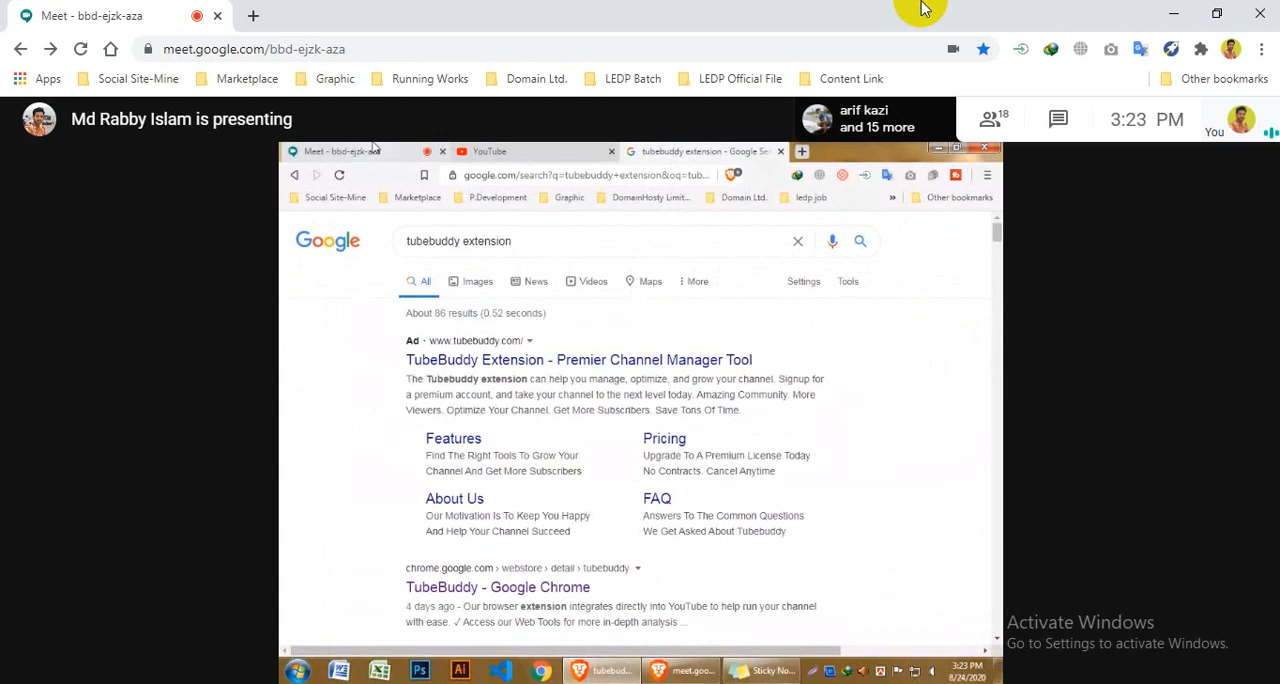 Meet - bbd-ejzk-aza
meet.google.com/bbd-ejzk-aza
Apps Social Site-Mine Marketplace Graphic Running Works Domain Ltd. LEDP Batch LEDP Official File Content Link Other bookmarks
Md Rabby Islam is presenting
arif kazi
and 15 more
18
3:23 PM
You
Meet - bbd-ejzk-aza YouTube tubebuddy extension - Google Se
google.com/search?q=tubebuddy+extension&oq=tub...
Social Site-Mine Marketplace P.Development Graphic DomainHosty Limit... Domain Ltd. ledp job » Other bookmarks
Google
tubebuddy extension
All Images News Videos Maps More Settings Tools
About 86 results (0.52 seconds)
Ad · www.tubebuddy.com/
TubeBuddy Extension - Premier Channel Manager Tool
The Tubebuddy extension can help you manage, optimize, and grow your channel. Signup for
a premium account, and take your channel to the next level today. Amazing Community. More
Viewers. Optimize Your Channel. Get More Subscribers. Save Tons Of Time.
Features
Find The Right Tools To Grow Your
Channel And Get More Subscribers
Pricing
Upgrade To A Premium License Today
No Contracts. Cancel Anytime
About Us
Our Motivation Is To Keep You Happy
And Help Your Channel Succeed
FAQ
Answers To The Common Questions
We Get Asked About Tubebuddy
chrome.google.com › webstore › detail › tubebuddy
TubeBuddy - Google Chrome
4 days ago - Our browser extension integrates directly into YouTube to help run your channel
with ease. ✓ Access our Web Tools for more in-depth analysis ...
Activate Windows
Go to Settings to activate Windows.
Ps Ai tubebud... meet.goo... Sticky No...
3:23 PM
8/24/2020